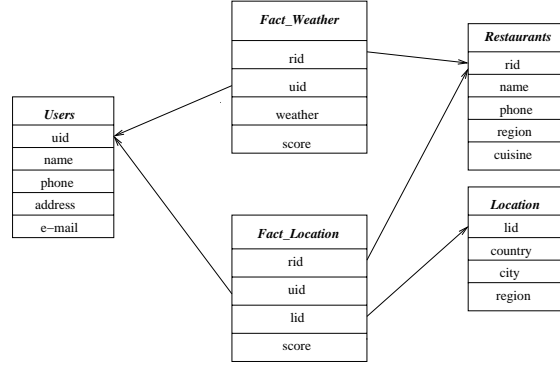 Fact_Weather
rid
uid
weather
score
Restaurants
rid
name
phone
region
cuisine
Users
uid
name
phone
address
e−mail
Fact_Location
rid
uid
lid
score
Location
lid
country
city
region